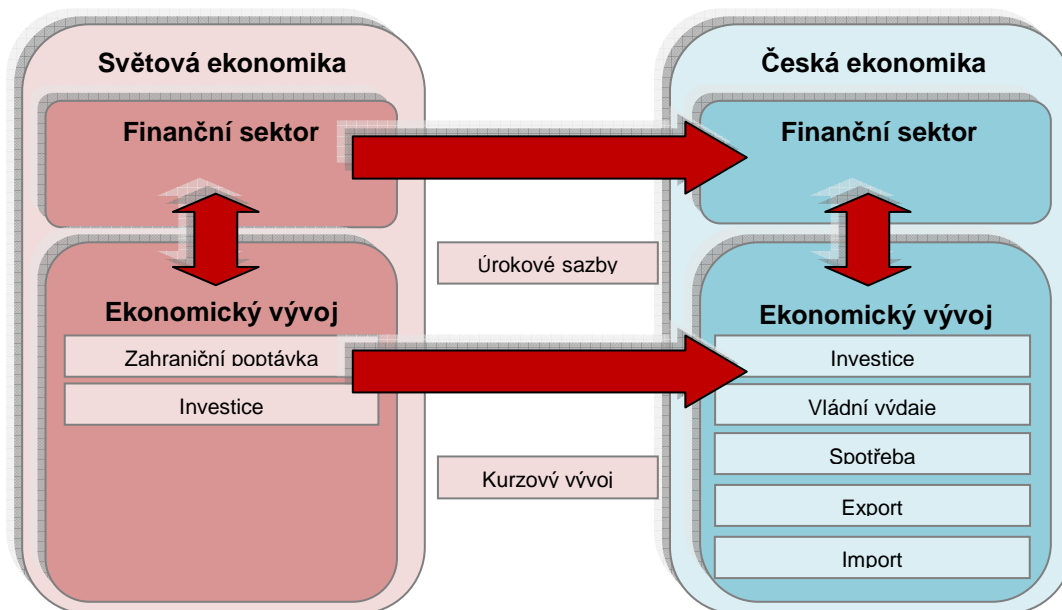 Světová ekonomika
Finanční sektor
Ekonomický vývoj
Zahraniční poptávka
Investice
Úrokové sazby
Kurzový vývoj
Česká ekonomika
Finanční sektor
Ekonomický vývoj
Investice
Vládní výdaje
Spotřeba
Export
Import